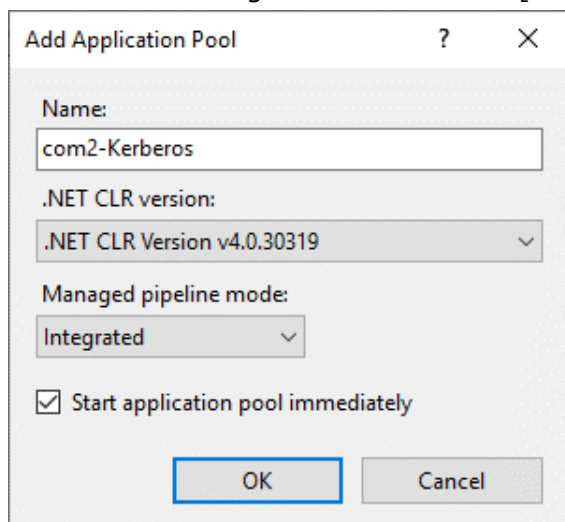 Add Application Pool ?
Name:
com2-Kerberos
.NET CLR version:
.NET CLR Version v4.0.30319
Managed pipeline mode:
Integrated
Start application pool immediately
OK Cancel